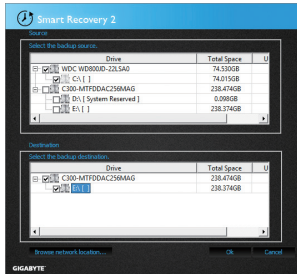 Smart Recovery 2
Source
Select the backup source.
Drive Total Space U
WDC WD800JD-22LSA0 74.530GB
C:\ [ ] 74.015GB
C300-MTFDDAC256MAG 238.474GB
D:\ [ System Reserved ] 0.098GB
E:\ [ ] 238.374GB
Destination
Select the backup destination.
Drive Total Space U
C300-MTFDDAC256MAG 238.474GB
E:\ [ ] 238.374GB
Browse network location... Ok Cancel
GIGABYTE